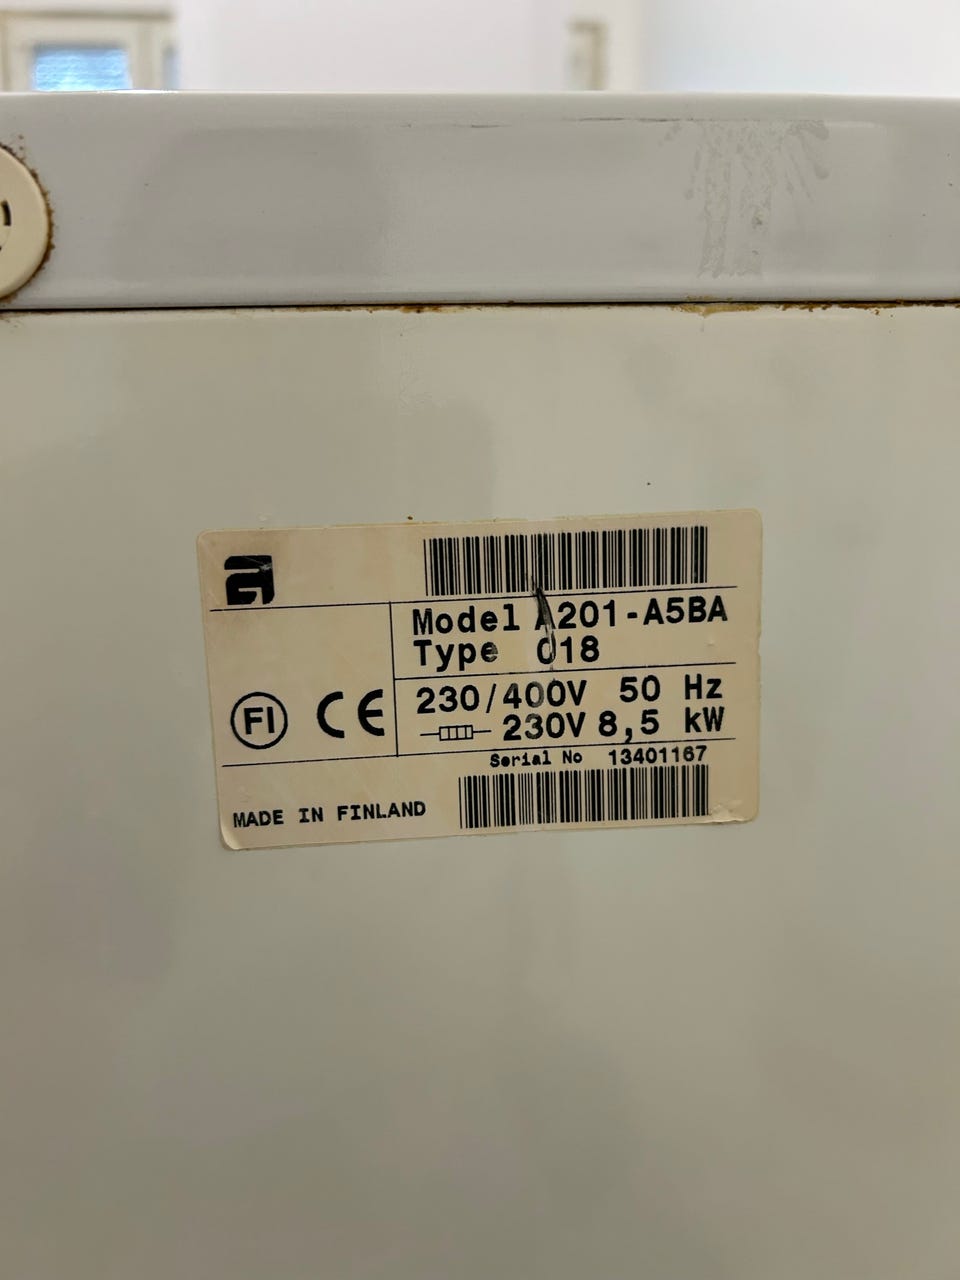 a
Model A201-A5BA
Type 018
230/400V 50 Hz
230V 8,5 kW
FI CE
Serial No 13401167
MADE IN FINLAND